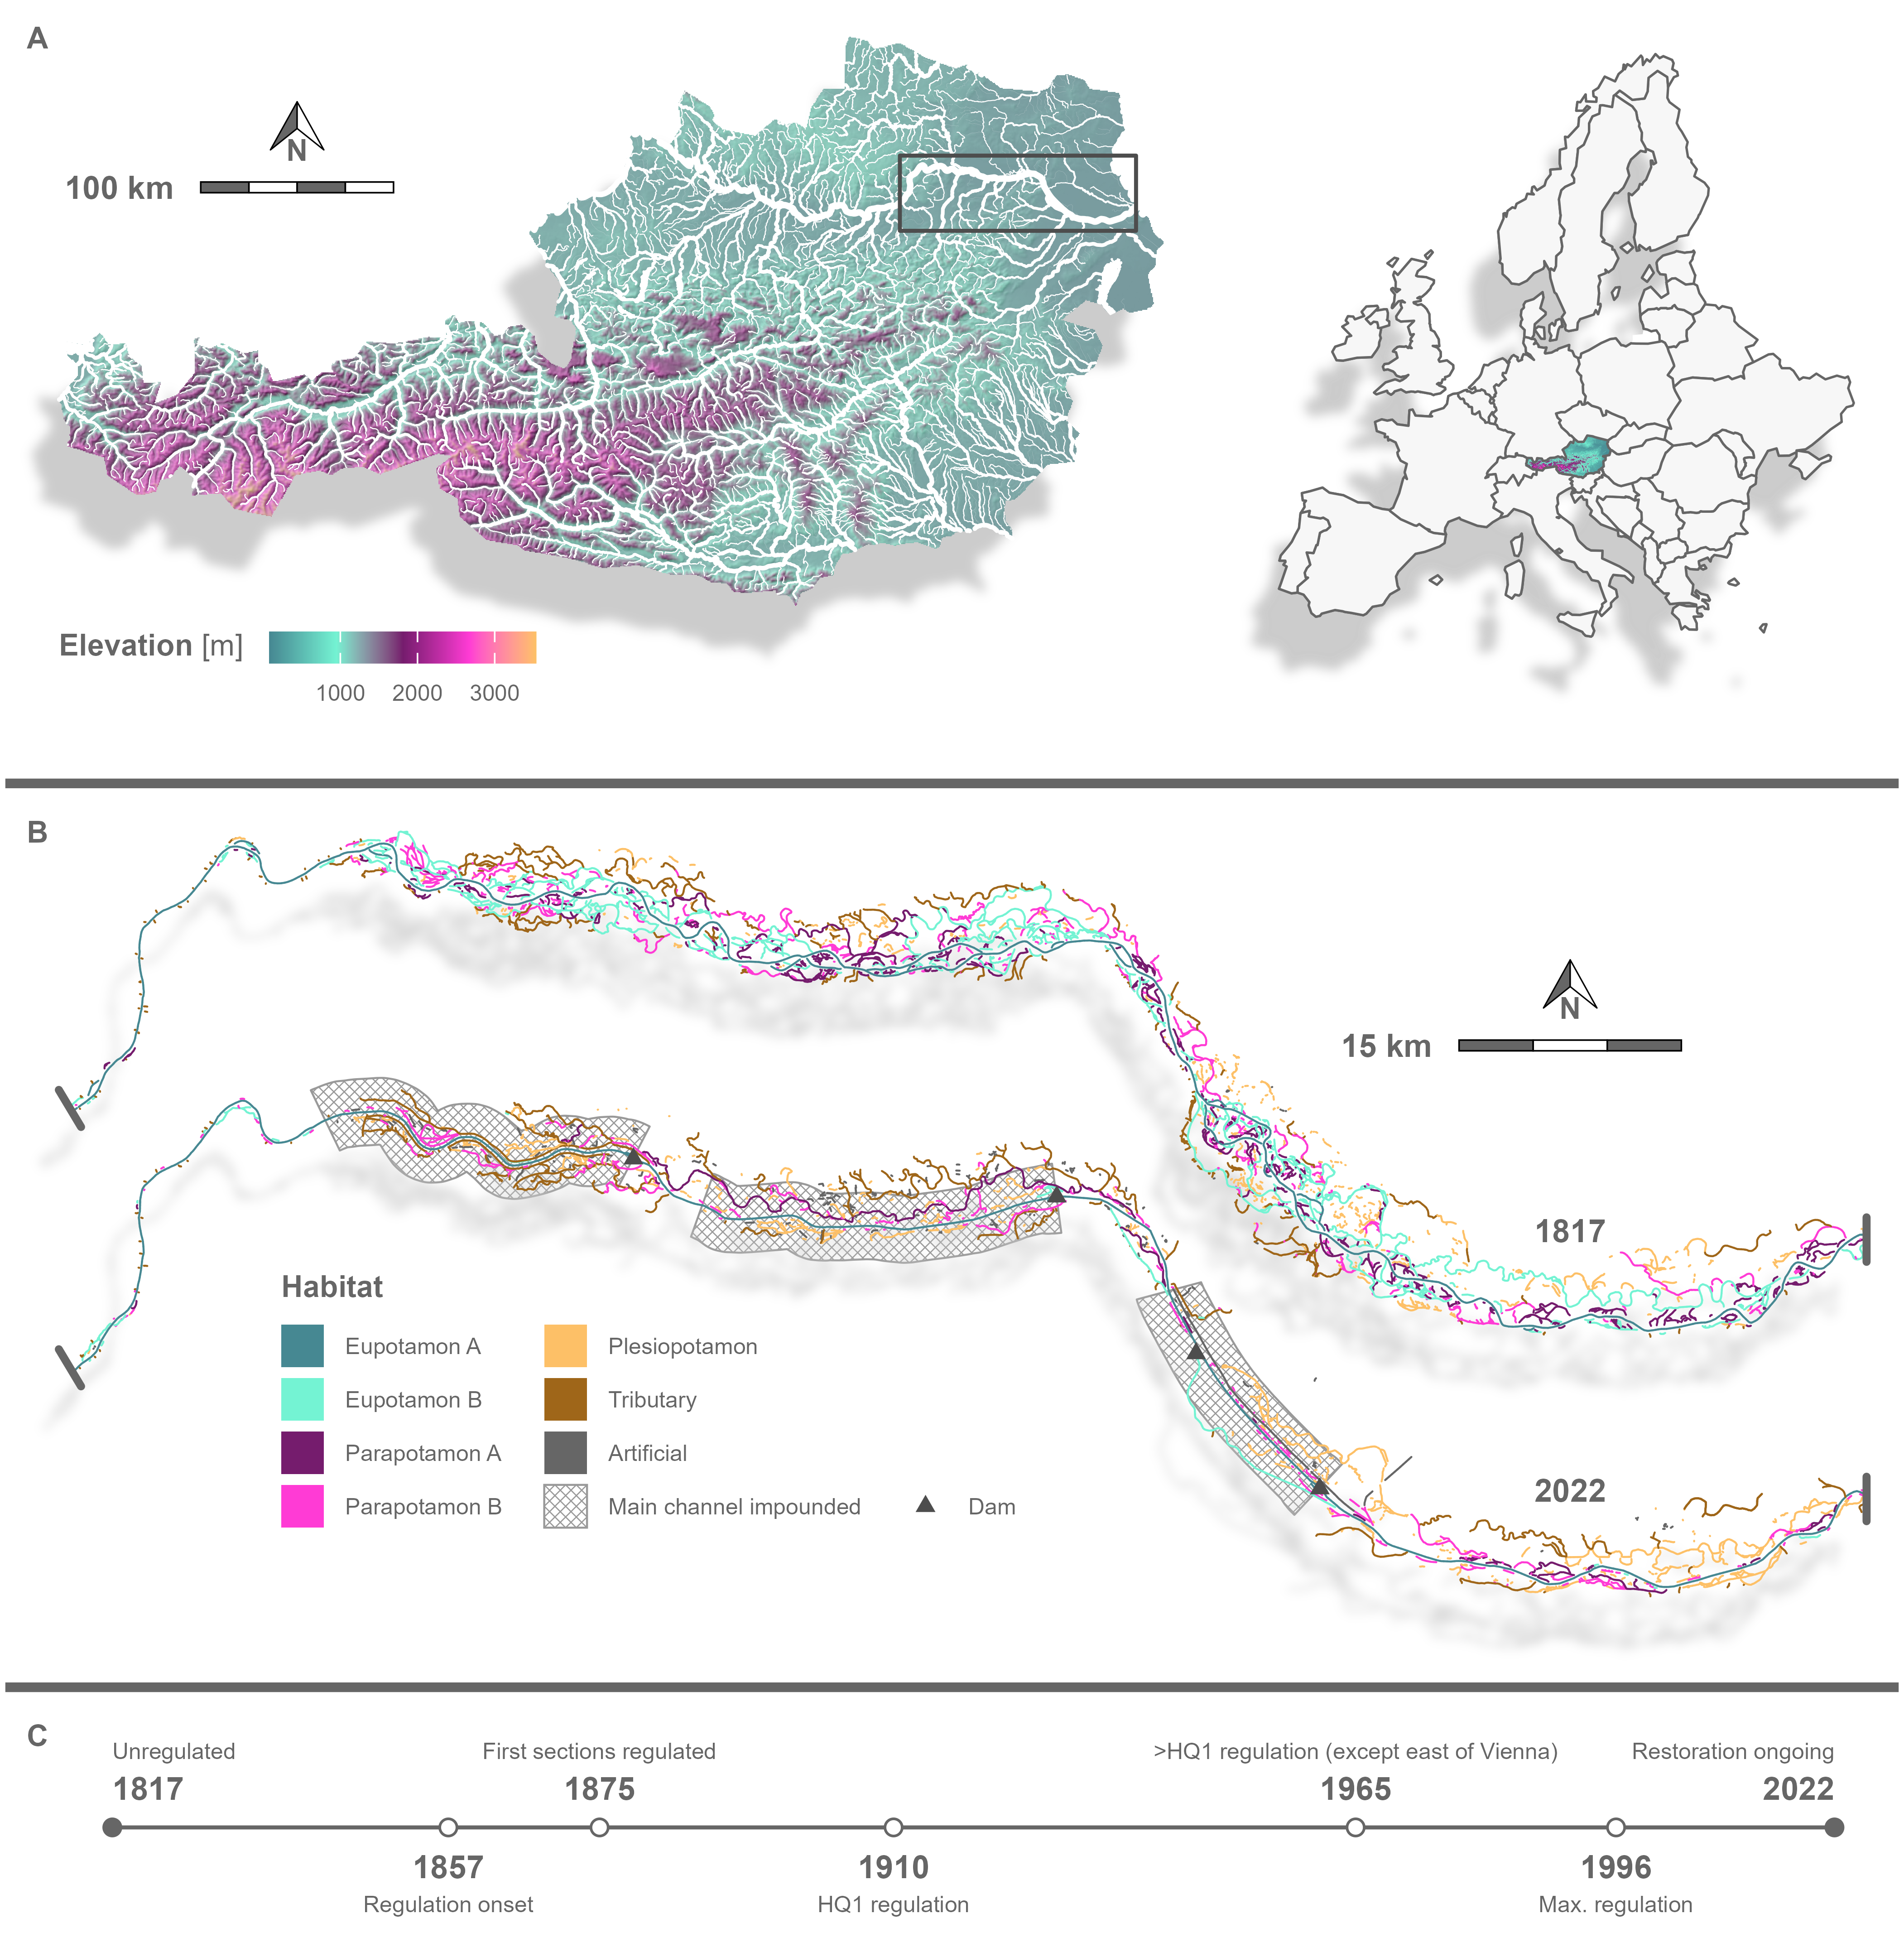 A
N
100 km
Elevation [m]
1000 2000 3000
B
N
15 km
1817
Habitat
Eupotamon A
Plesiopotamon
Eupotamon B
Tributary
Parapotamon A
Artificial
Parapotamon B
Main channel impounded
Dam
2022
C
Unregulated
First sections regulated
>HQ1 regulation (except east of Vienna)
Restoration ongoing
1817
1875
1965
2022
1857
1910
1996
Regulation onset
HQ1 regulation
Max. regulation